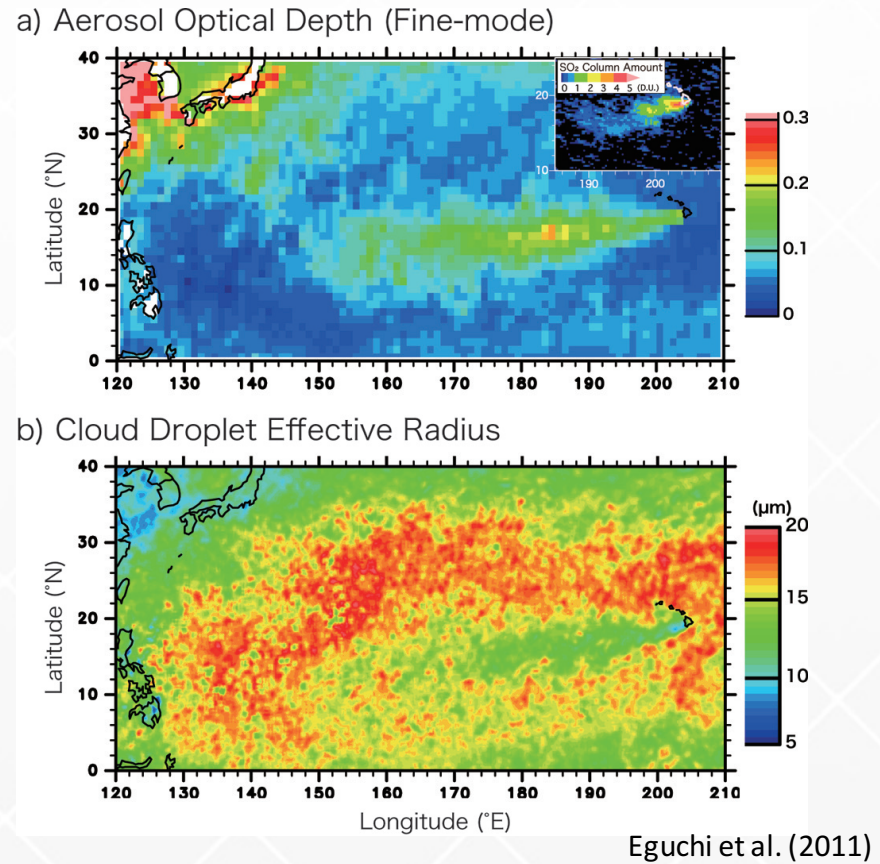 a) Aerosol Optical Depth (Fine-mode)
SO₂ Column Amount
0 1 2 3 4 5 (D.U.)
20
10
190 200
40
30
20
10
0
Latitude (°N)
120 130 140 150 160 170 180 190 200 210
0.3
0.2
0.1
0
b) Cloud Droplet Effective Radius
40
30
20
10
0
Latitude (°N)
120 130 140 150 160 170 180 190 200 210
Longitude (°E)
(μm)
20
15
10
5
Eguchi et al. (2011)